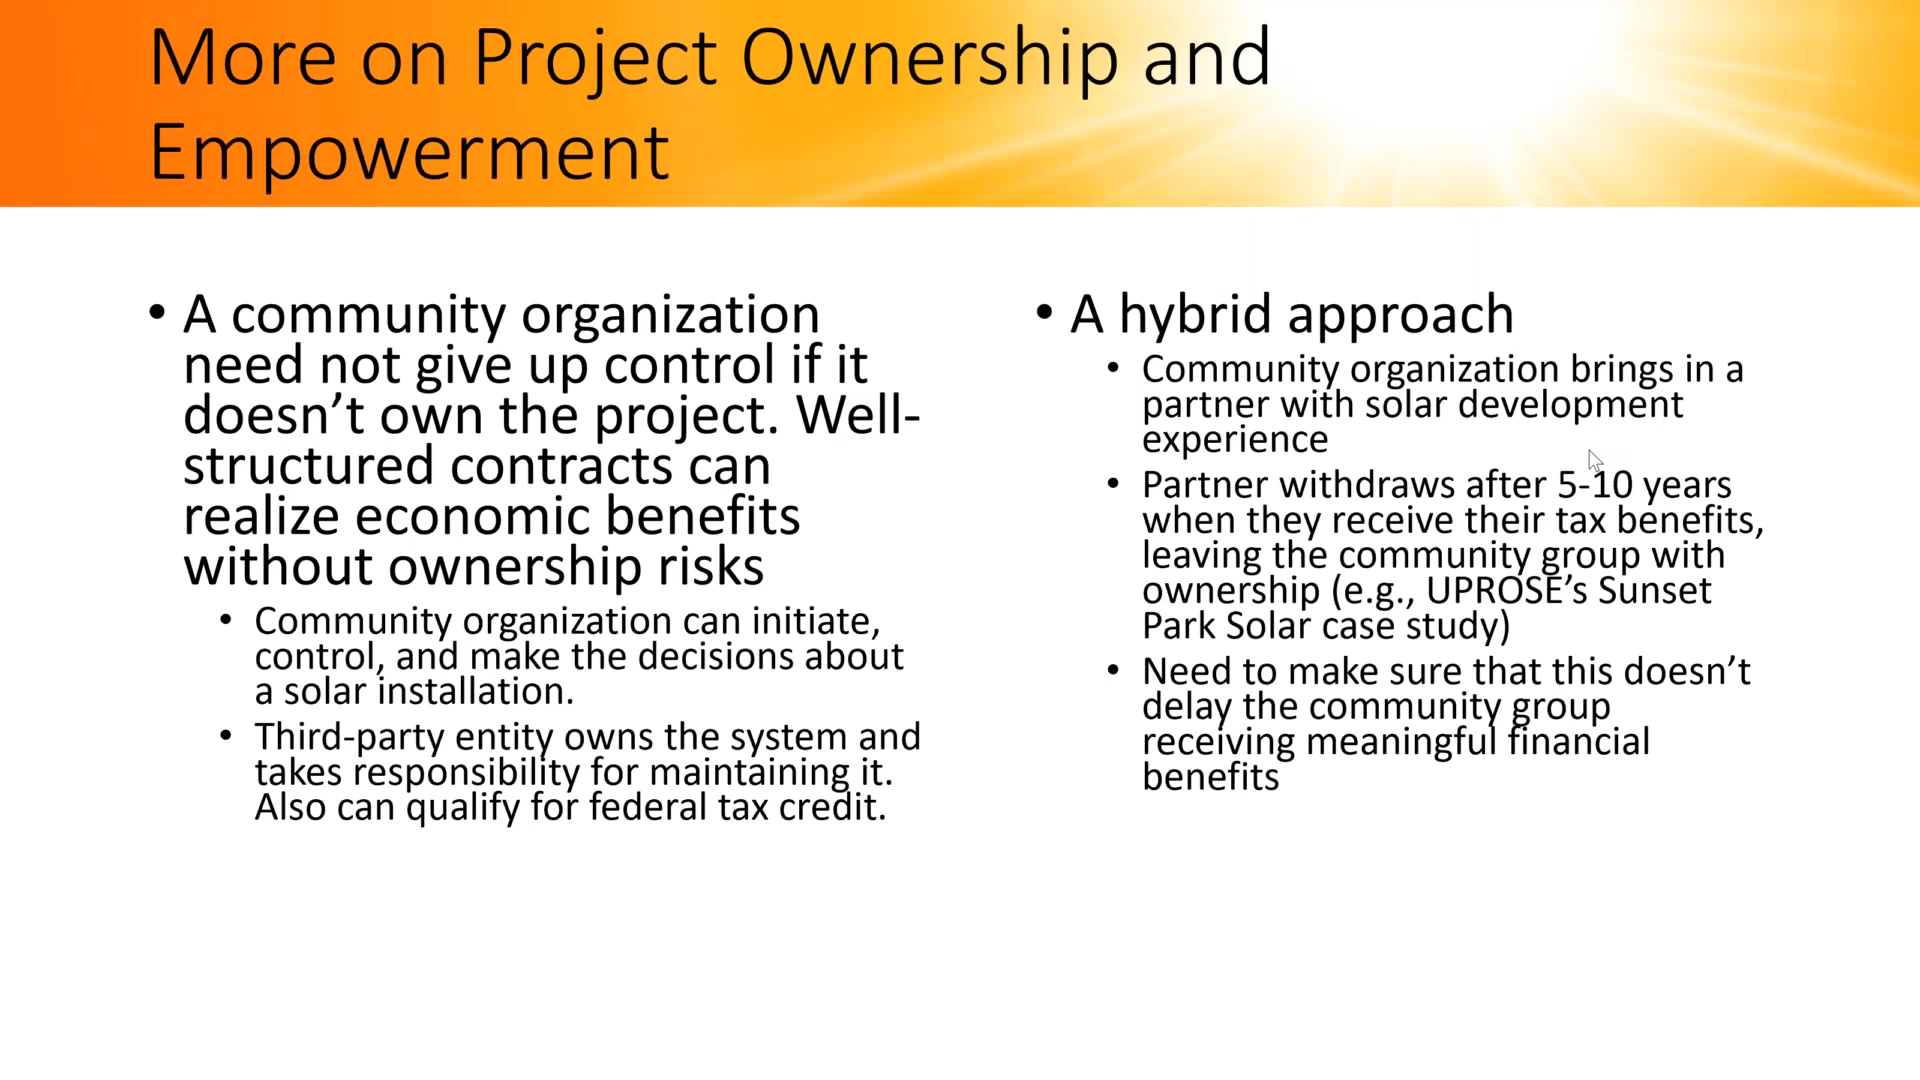 More on Project Ownership and
Empowerment
• A community organization
need not give up control if it
doesn’t own the project. Well-
structured contracts can
realize economic benefits
without ownership risks
• Community organization can initiate,
control, and make the decisions about
a solar installation.
• Third-party entity owns the system and
takes responsibility for maintaining it.
Also can qualify for federal tax credit.
• A hybrid approach
• Community organization brings in a
partner with solar development
experience
• Partner withdraws after 5-10 years
when they receive their tax benefits,
leaving the community group with
ownership (e.g., UPROSE’s Sunset
Park Solar case study)
• Need to make sure that this doesn’t
delay the community group
receiving meaningful financial
benefits